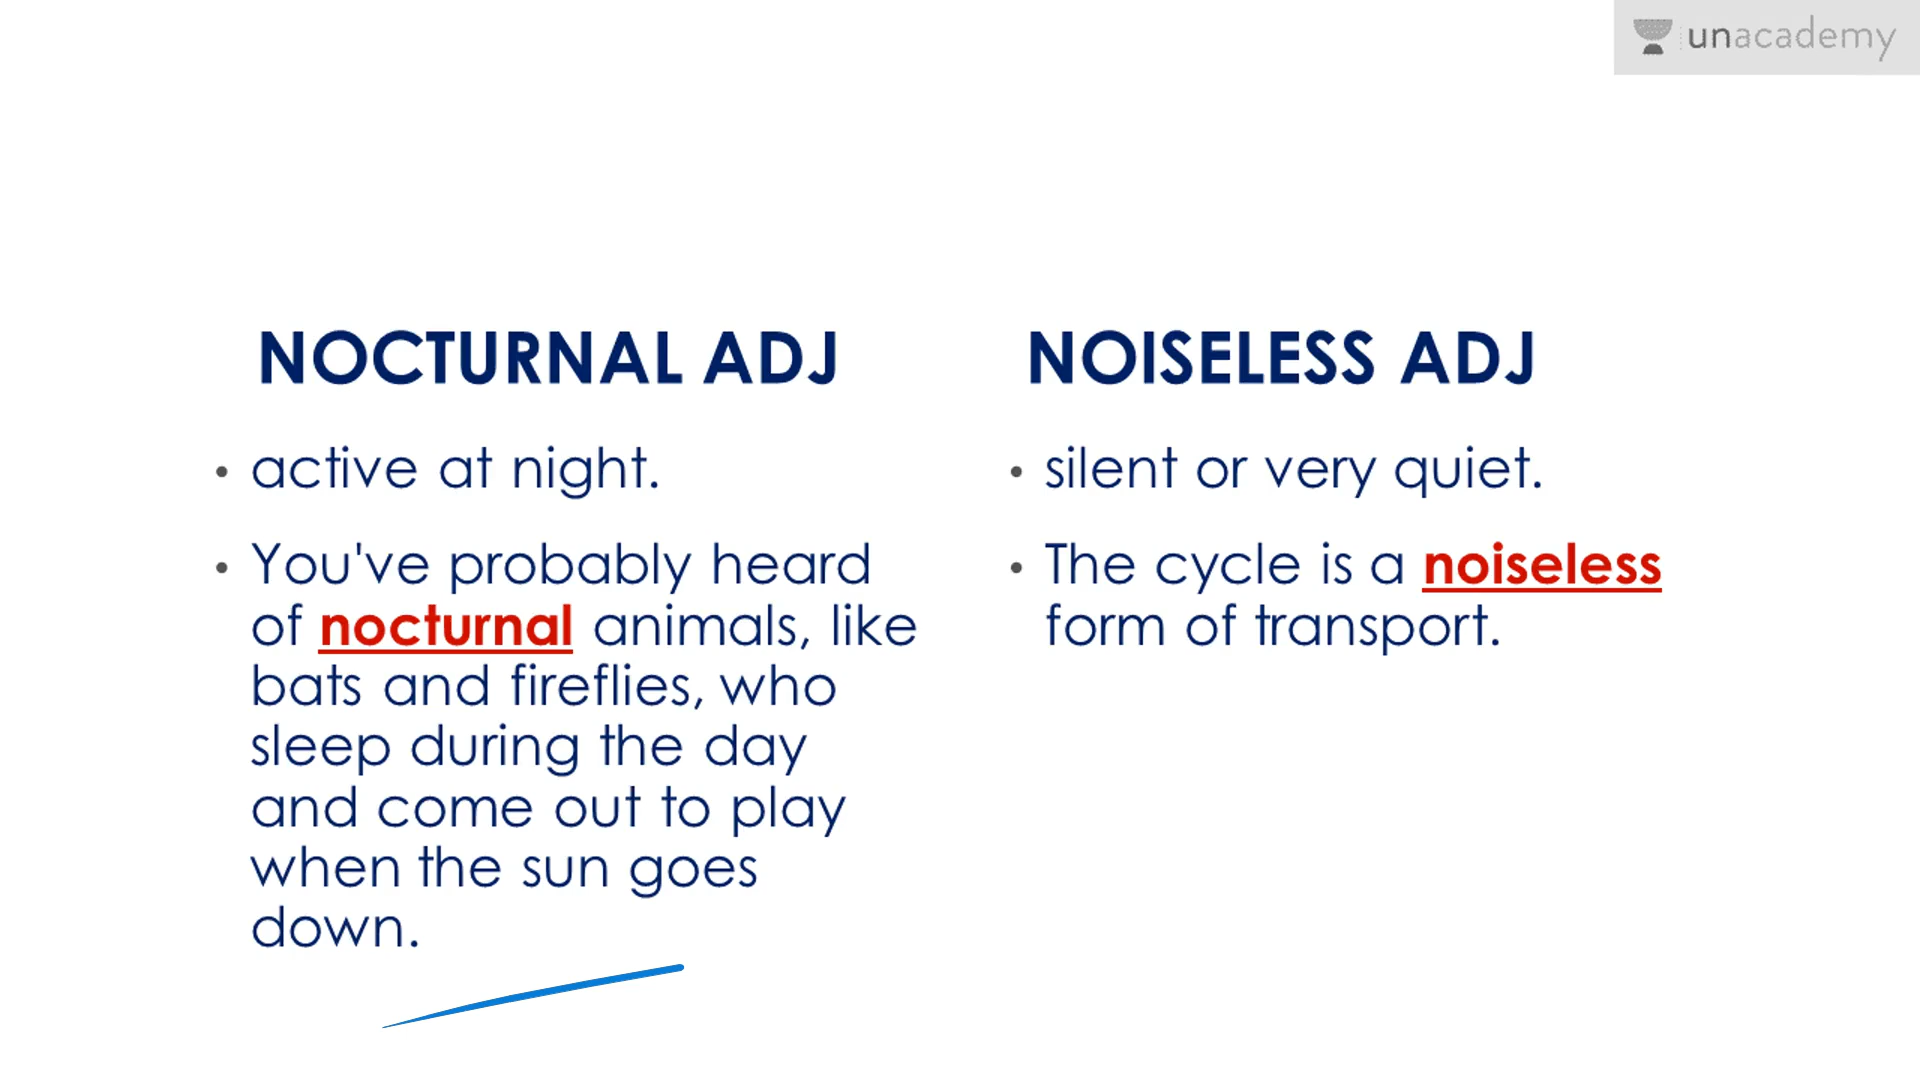 unacademy
NOCTURNAL ADJ
• active at night.
• You've probably heard
of nocturnal animals, like
bats and fireflies, who
sleep during the day
and come out to play
when the sun goes
down.
NOISELESS ADJ
• silent or very quiet.
• The cycle is a noiseless
form of transport.